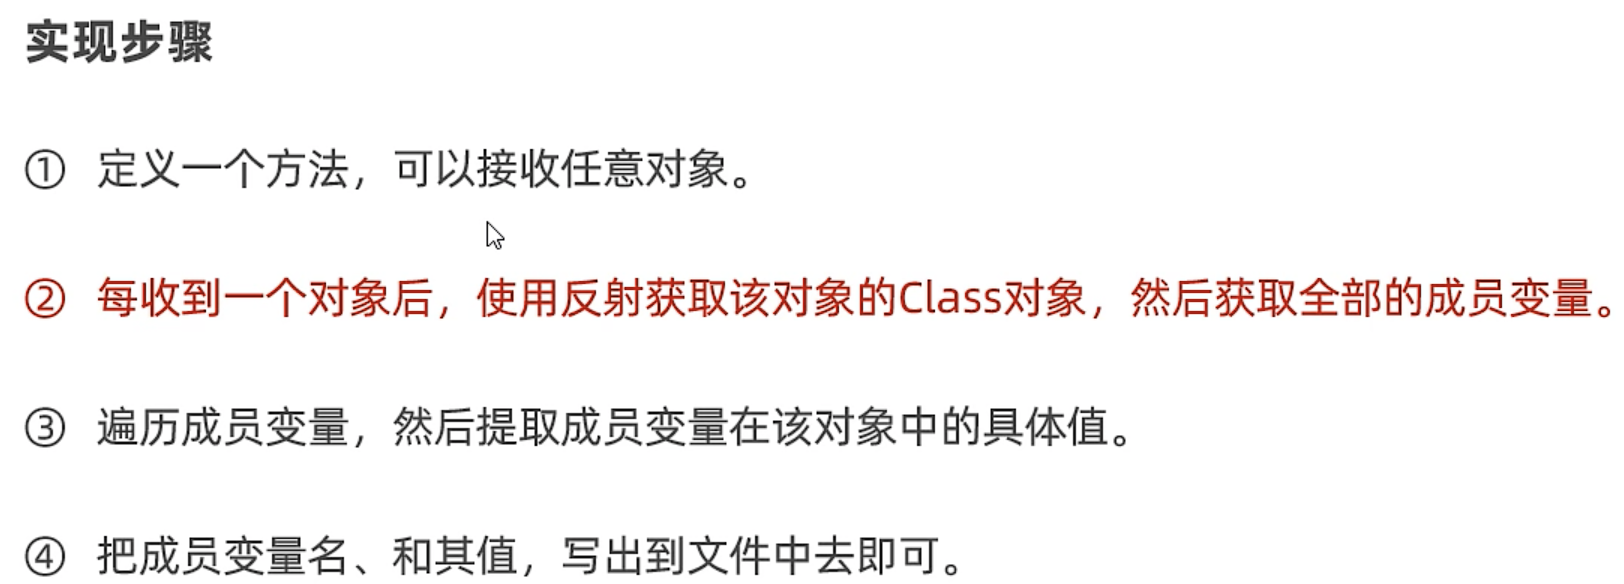 实现步骤
① 定义一个方法，可以接收任意对象。
② 每收到一个对象后，使用反射获取该对象的Class对象，然后获取全部的成员变量。
③ 遍历成员变量，然后提取成员变量在该对象中的具体值。
④ 把成员变量名、和其值，写出到文件中去即可。